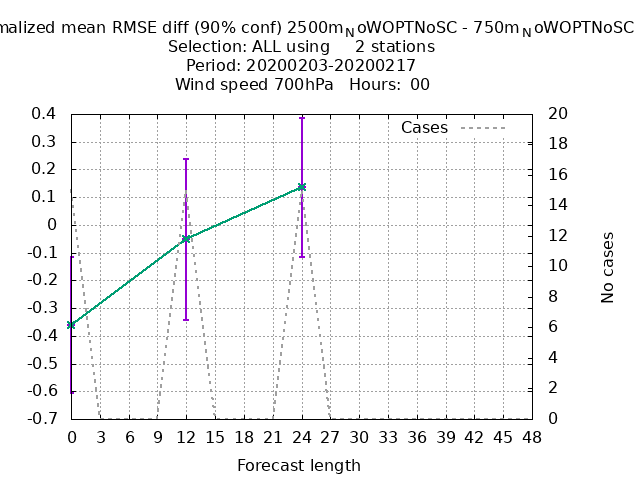 malized mean RMSE diff (90% conf) 2500mNoWOPTNoSC - 750mNoWOPTNoSC
Selection: ALL using 2 stations
Period: 20200203-20200217
Wind speed 700hPa Hours: 00
Cases
0.4
0.3
0.2
0.1
0
-0.1
-0.2
-0.3
-0.4
-0.5
-0.6
-0.7
20
18
16
14
12
10
8
6
4
2
0
No cases
0 3 6 9 12 15 18 21 24 27 30 33 36 39 42 45 48
Forecast length